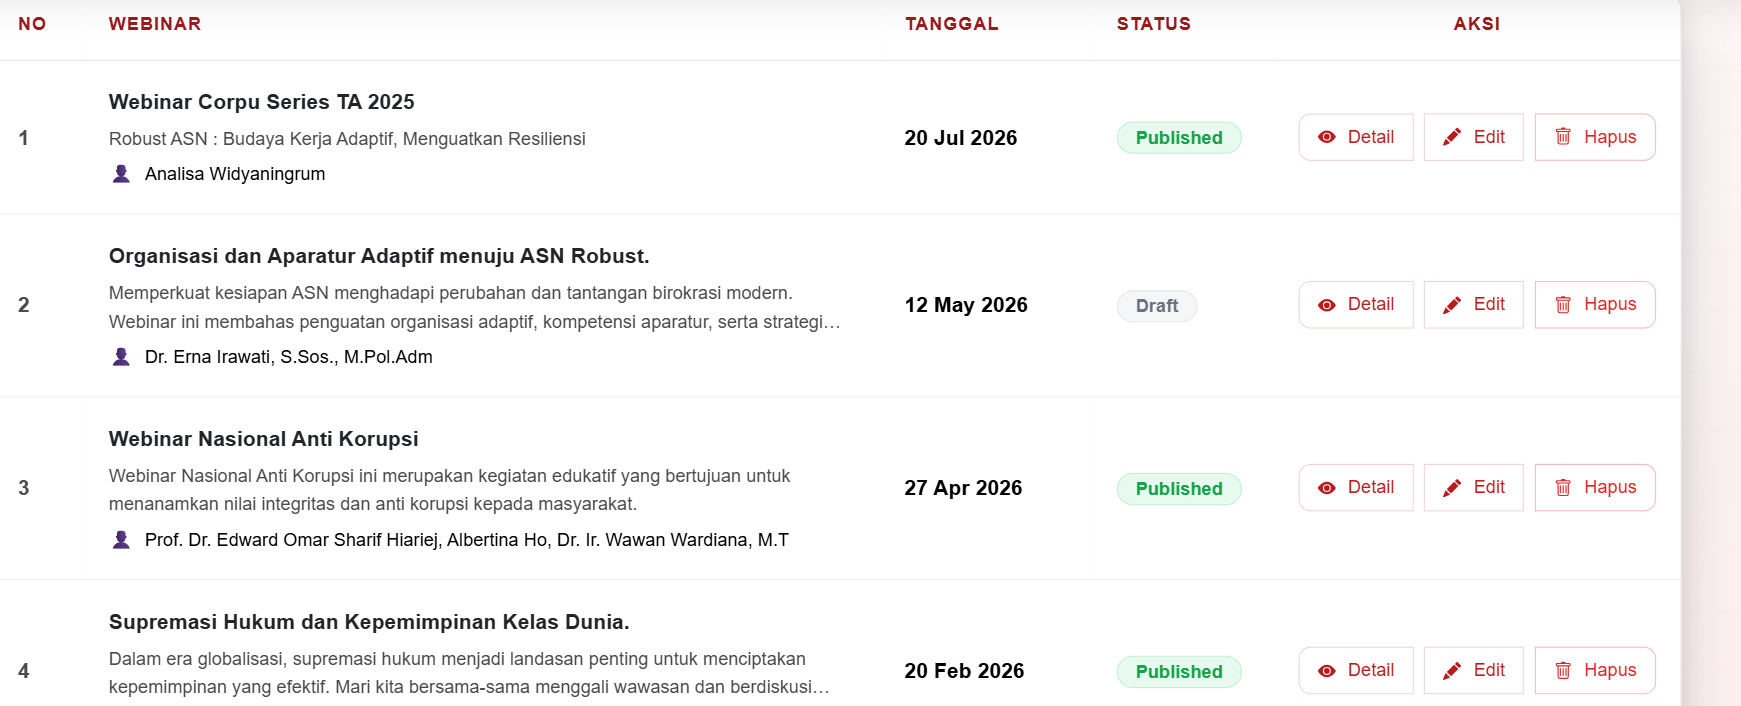 NO WEBINAR TANGGAL STATUS AKSI
1
Webinar Corpu Series TA 2025
Robust ASN : Budaya Kerja Adaptif, Menguatkan Resiliensi
Analisa Widyaningrum
20 Jul 2026
Published
Detail Edit Hapus
2
Organisasi dan Aparatur Adaptif menuju ASN Robust.
Memperkuat kesiapan ASN menghadapi perubahan dan tantangan birokrasi modern.
Webinar ini membahas penguatan organisasi adaptif, kompetensi aparatur, serta strategi…
Dr. Erna Irawati, S.Sos., M.Pol.Adm
12 May 2026
Draft
Detail Edit Hapus
3
Webinar Nasional Anti Korupsi
Webinar Nasional Anti Korupsi ini merupakan kegiatan edukatif yang bertujuan untuk
menanamkan nilai integritas dan anti korupsi kepada masyarakat.
Prof. Dr. Edward Omar Sharif Hiariej, Albertina Ho, Dr. Ir. Wawan Wardiana, M.T
27 Apr 2026
Published
Detail Edit Hapus
4
Supremasi Hukum dan Kepemimpinan Kelas Dunia.
Dalam era globalisasi, supremasi hukum menjadi landasan penting untuk menciptakan
kepemimpinan yang efektif. Mari kita bersama-sama menggali wawasan dan berdiskusi…
20 Feb 2026
Published
Detail Edit Hapus